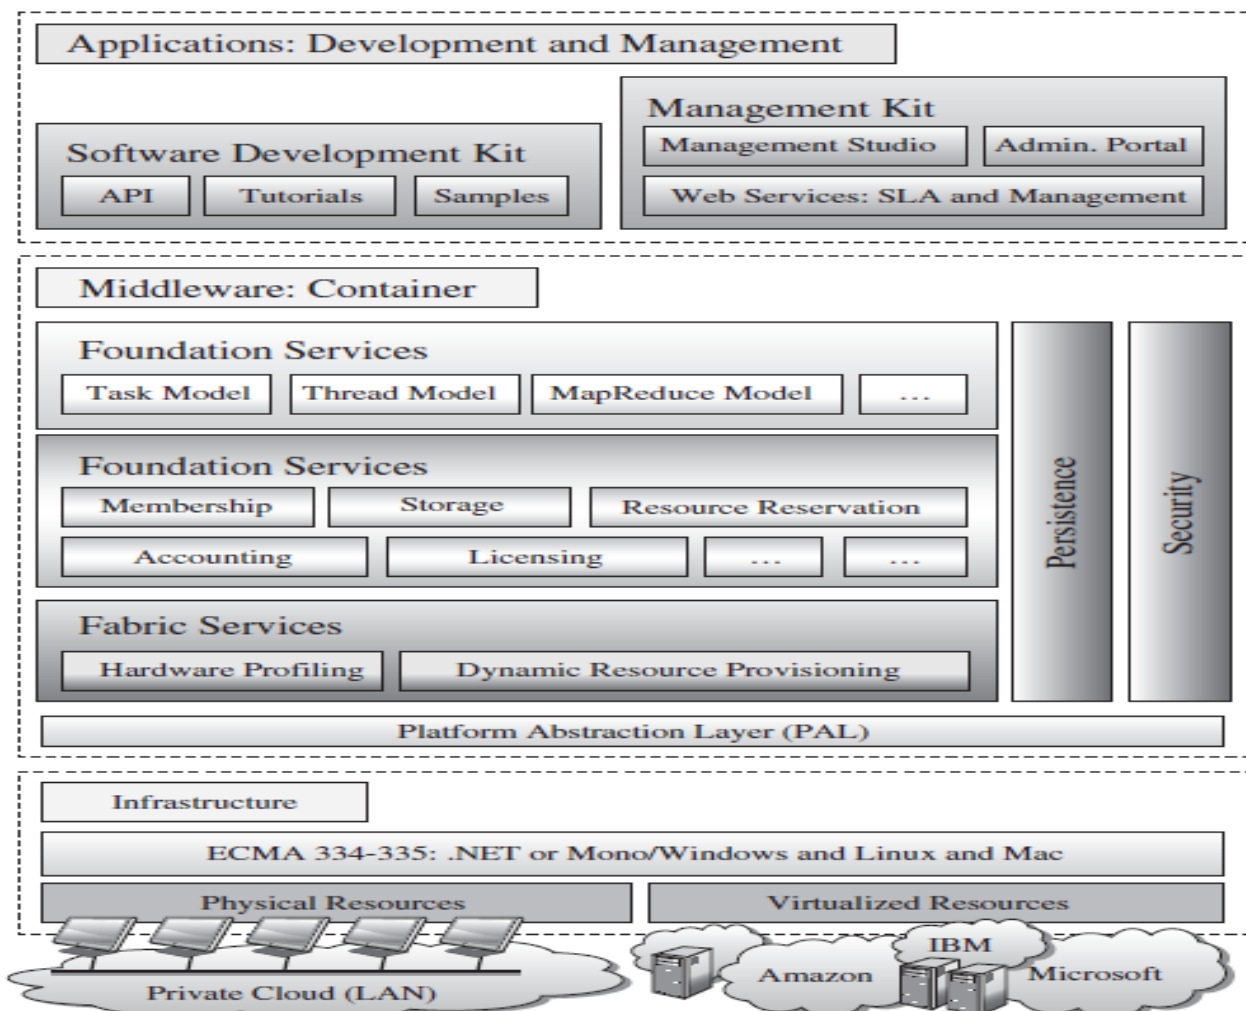 Applications: Development and Management
Management Kit
Management Studio
Admin. Portal
Web Services: SLA and Management
Software Development Kit
API
Tutorials
Samples
Middleware: Container
Foundation Services
Task Model
Thread Model
MapReduce Model
...
Foundation Services
Membership
Storage
Resource Reservation
Accounting
Licensing
...
...
Fabric Services
Hardware Profiling
Dynamic Resource Provisioning
Persistence
Security
Platform Abstraction Layer (PAL)
Infrastructure
ECMA 334-335: .NET or Mono/Windows and Linux and Mac
Physical Resources
Virtualized Resources
Private Cloud (LAN)
Amazon
IBM
Microsoft